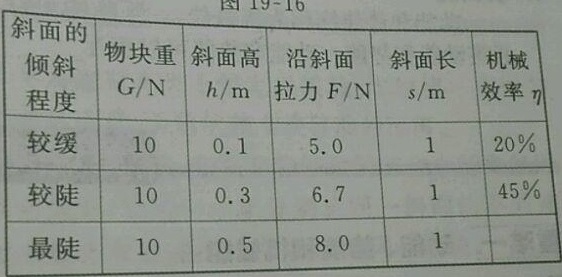 图 19-16
斜面的倾斜程度 物块重 G/N 斜面高 h/m 沿斜面拉力 F/N 斜面长 s/m 机械效率 η
较缓 10 0.1 5.0 1 20%
较陡 10 0.3 6.7 1 45%
最陡 10 0.5 8.0 1